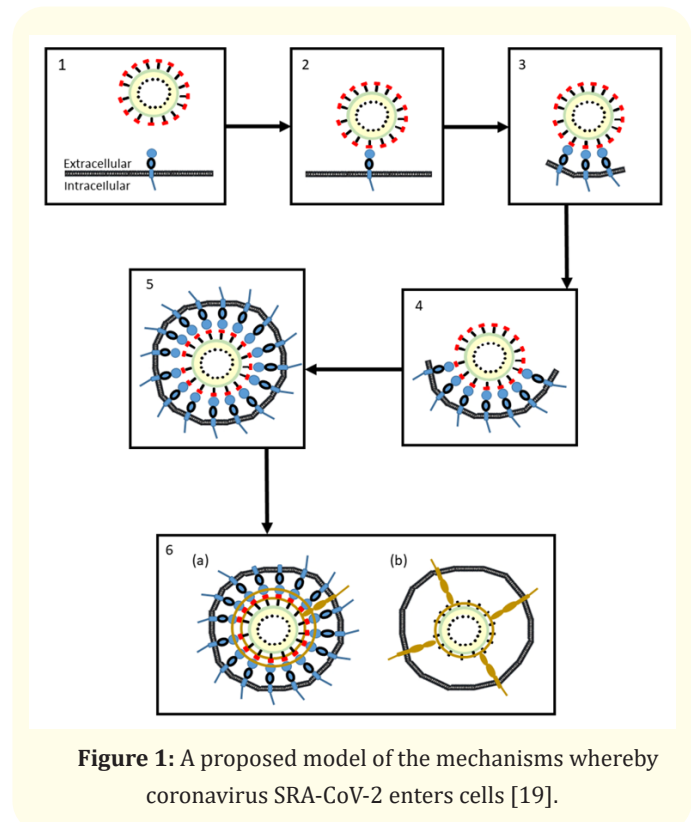 1
2
3
Extracellular
Intracellular
5
4
6
(a)
(b)
Figure 1: A proposed model of the mechanisms whereby
coronavirus SRA-CoV-2 enters cells [19].